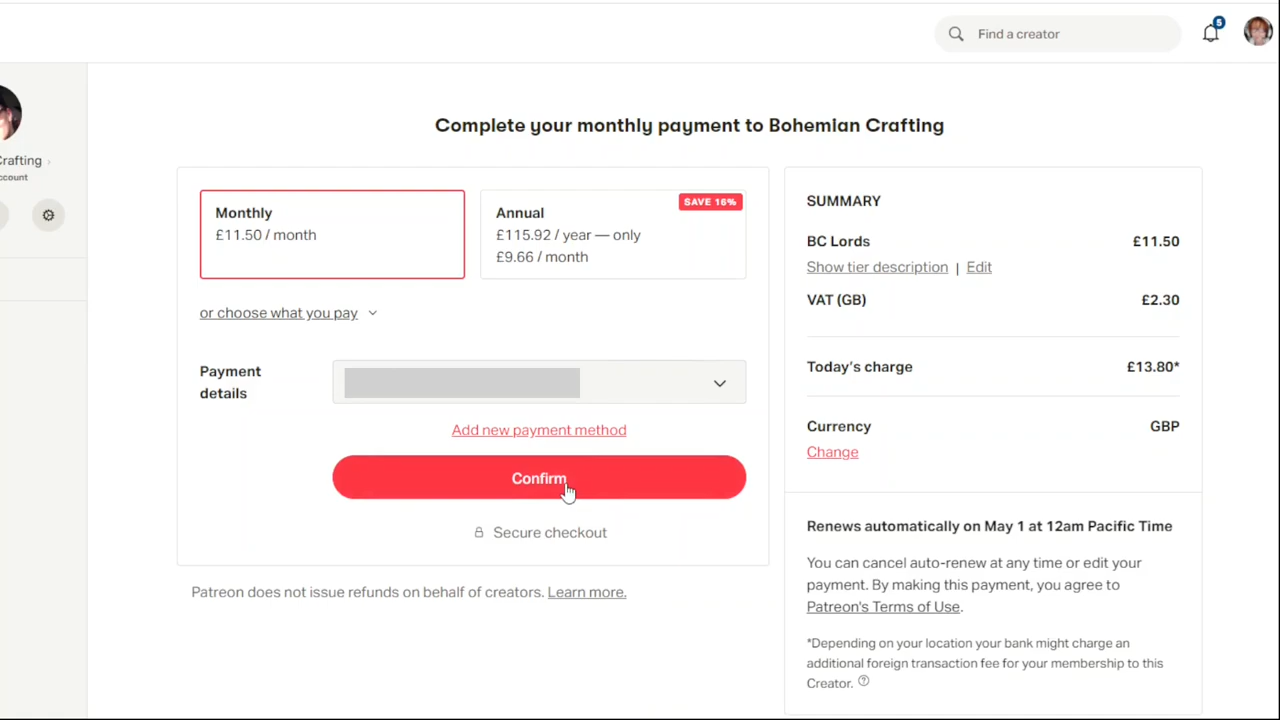 Find a creator
5
Crafting ›
ccount
Complete your monthly payment to Bohemian Crafting
Monthly
£11.50 / month
SAVE 16%
Annual
£115.92 / year — only
£9.66 / month
or choose what you pay
Payment
details
Add new payment method
Confirm
Secure checkout
Patreon does not issue refunds on behalf of creators. Learn more.
SUMMARY
BC Lords £11.50
Show tier description | Edit
VAT (GB) £2.30
Today's charge £13.80*
Currency GBP
Change
Renews automatically on May 1 at 12am Pacific Time
You can cancel auto-renew at any time or edit your
payment. By making this payment, you agree to
Patreon's Terms of Use.
*Depending on your location your bank might charge an
additional foreign transaction fee for your membership to this
Creator. ?